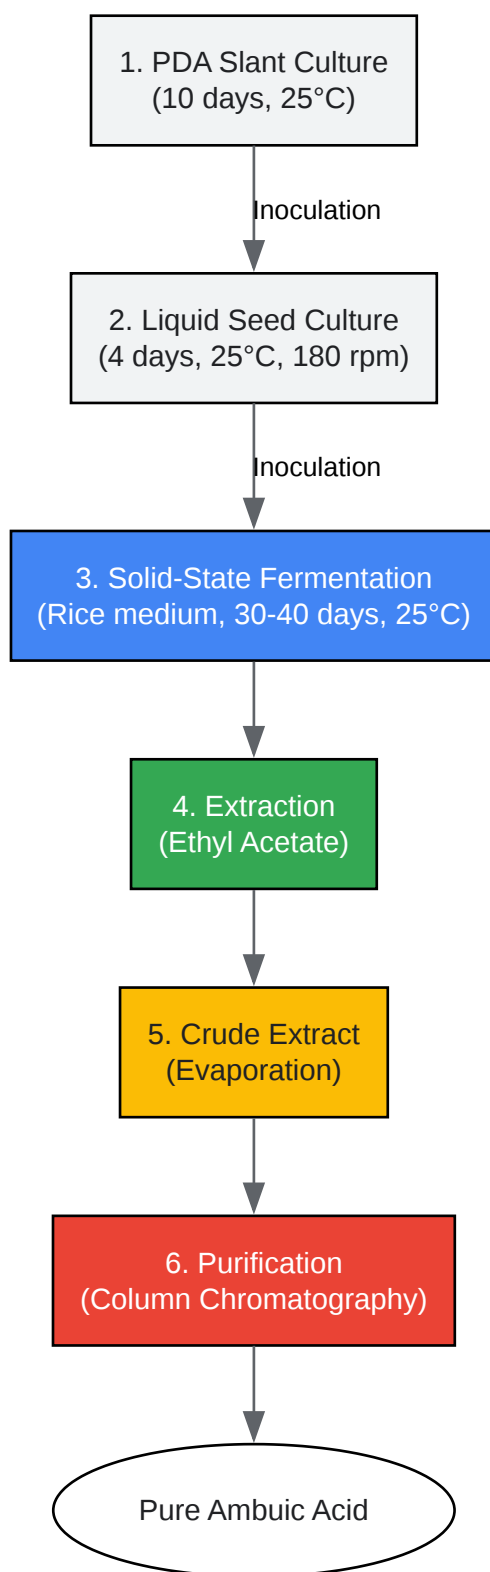 1. PDA Slant Culture
(10 days, 25°C)
Inoculation
2. Liquid Seed Culture
(4 days, 25°C, 180 rpm)
Inoculation
3. Solid-State Fermentation
(Rice medium, 30-40 days, 25°C)
4. Extraction
(Ethyl Acetate)
5. Crude Extract
(Evaporation)
6. Purification
(Column Chromatography)
Pure Ambuic Acid